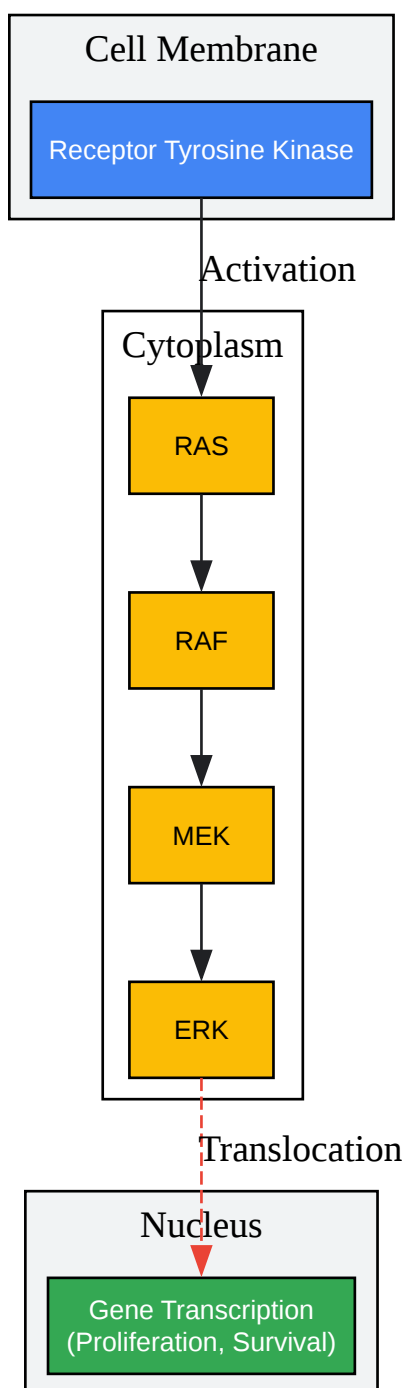 Cell Membrane
Receptor Tyrosine Kinase
Activation
Cytoplasm
RAS
RAF
MEK
ERK
Translocation
Nucleus
Gene Transcription
(Proliferation, Survival)